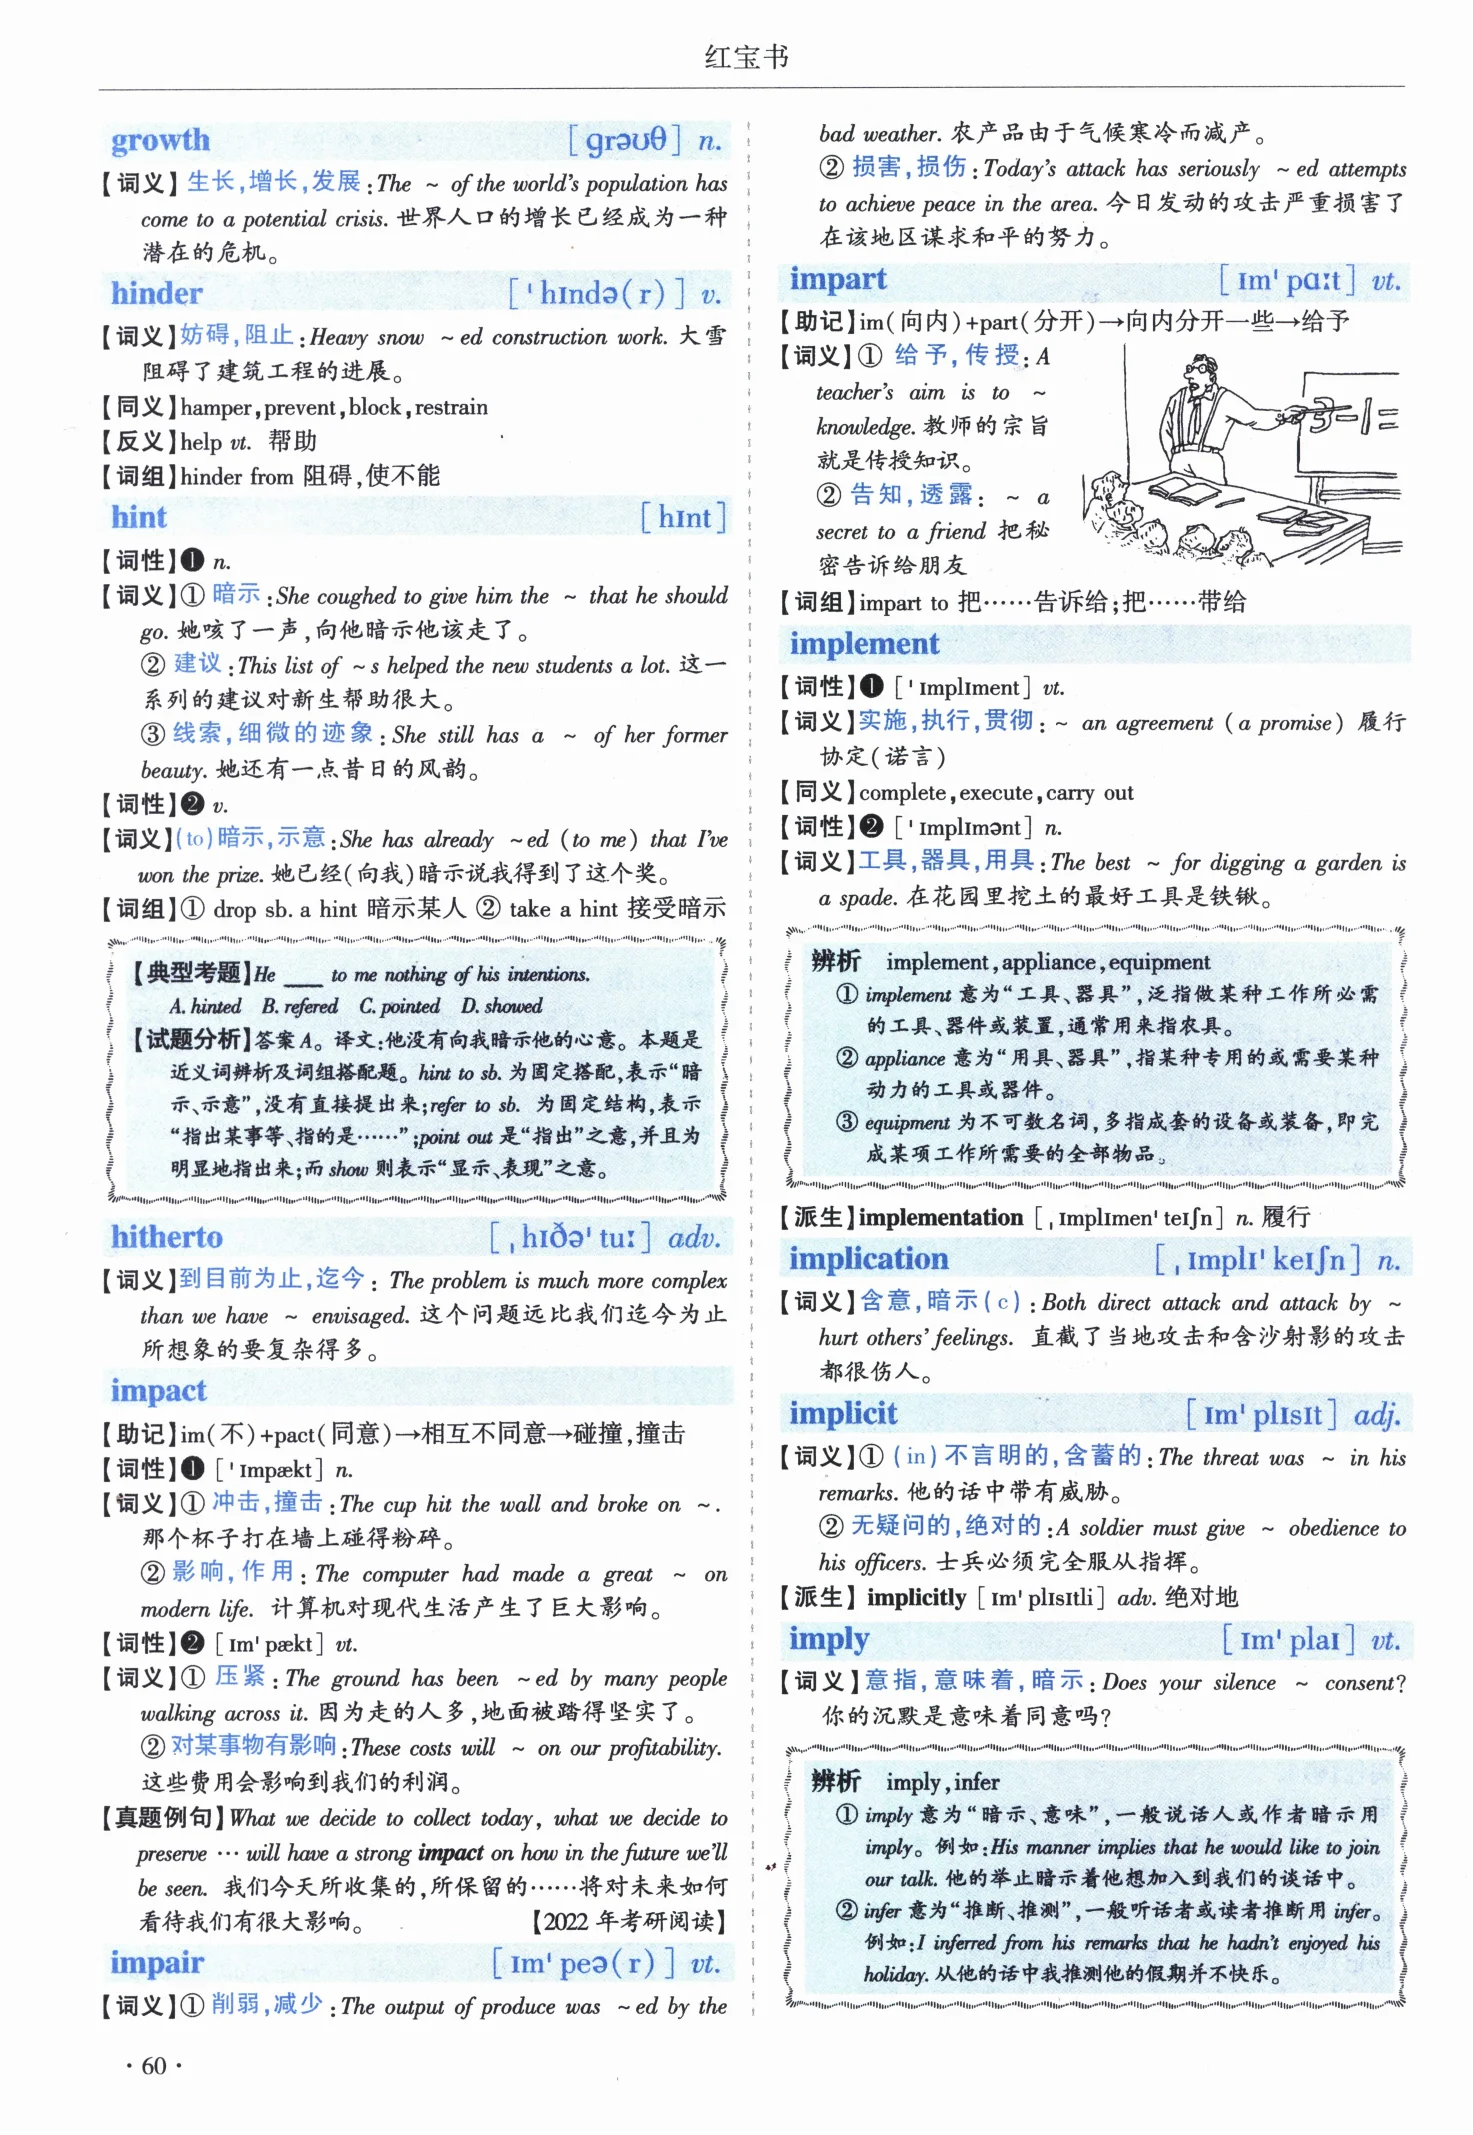 红宝书
growth [grəʊθ] n.
【词义】生长,增长,发展:The ~ of the world's population has
come to a potential crisis. 世界人口的增长已经成为一种
潜在的危机。
hinder [ˈhɪndə(r)] v.
【词义】妨碍,阻止:Heavy snow ~ed construction work. 大雪
阻碍了建筑工程的进展。
【同义】hamper,prevent,block,restrain
【反义】help vt. 帮助
【词组】hinder from 阻碍,使不能
hint [hɪnt]
【词性】❶ n.
【词义】① 暗示:She coughed to give him the ~ that he should
go. 她咳了一声,向他暗示他该走了。
② 建议:This list of ~s helped the new students a lot. 这一
系列的建议对新生帮助很大。
③ 线索,细微的迹象:She still has a ~ of her former
beauty. 她还有一点昔日的风韵。
【词性】❷ v.
【词义】(to)暗示,示意:She has already ~ed (to me) that I've
won the prize. 她已经(向我)暗示说我得到了这个奖。
【词组】① drop sb. a hint 暗示某人 ② take a hint 接受暗示
【典型考题】He ___ to me nothing of his intentions.
A. hinted B. refered C. pointed D. showed
【试题分析】答案 A。译文:他没有向我暗示他的心意。本题是
近义词辨析及词组搭配题。hint to sb. 为固定搭配,表示“暗
示、示意”,没有直接提出来;refer to sb. 为固定结构,表示
“指出某事等、指的是……”;point out 是“指出”之意,并且为
明显地指出来;而 show 则表示“显示、表现”之意。
hitherto [ˌhɪðəˈtuː] adv.
【词义】到目前为止,迄今:The problem is much more complex
than we have ~ envisaged. 这个问题远比我们迄今为止
所想象的要复杂得多。
impact
【助记】im(不)+pact(同意)→相互不同意→碰撞,撞击
【词性】❶ [ˈɪmpækt] n.
【词义】① 冲击,撞击:The cup hit the wall and broke on ~.
那个杯子打在墙上碰得粉碎。
② 影响,作用:The computer had made a great ~ on
modern life. 计算机对现代生活产生了巨大影响。
【词性】❷ [ɪmˈpækt] vt.
【词义】① 压紧:The ground has been ~ed by many people
walking across it. 因为走的人多,地面被踏得坚实了。
② 对某事物有影响:These costs will ~ on our profitability.
这些费用会影响到我们的利润。
【真题例句】What we decide to collect today, what we decide to
preserve … will have a strong impact on how in the future we'll
be seen. 我们今天所收集的,所保留的……将对未来如何
看待我们有很大影响。 【2022 年考研阅读】
impair [ɪmˈpeə(r)] vt.
【词义】① 削弱,减少:The output of produce was ~ed by the
bad weather. 农产品由于气候寒冷而减产。
② 损害,损伤:Today's attack has seriously ~ed attempts
to achieve peace in the area. 今日发动的攻击严重损害了
在该地区谋求和平的努力。
impart [ɪmˈpɑːt] vt.
【助记】im(向内)+part(分开)→向内分开一些→给予
【词义】① 给予,传授:A
teacher's aim is to ~
knowledge. 教师的宗旨
就是传授知识。
② 告知,透露:~ a
secret to a friend 把秘
密告诉给朋友
3-1=
【词组】impart to 把……告诉给;把……带给
implement
【词性】❶ [ˈɪmplɪment] vt.
【词义】实施,执行,贯彻:~ an agreement (a promise) 履行
协定(诺言)
【同义】complete,execute,carry out
【词性】❷ [ˈɪmplɪmənt] n.
【词义】工具,器具,用具:The best ~ for digging a garden is
a spade. 在花园里挖土的最好工具是铁锹。
辨析 implement,appliance,equipment
① implement 意为“工具、器具”,泛指做某种工作所必需
的工具、器件或装置,通常用来指农具。
② appliance 意为“用具、器具”,指某种专用的或需要某种
动力的工具或器件。
③ equipment 为不可数名词,多指成套的设备或装备,即完
成某项工作所需要的全部物品。
【派生】implementation [ˌɪmplɪmenˈteɪʃn] n. 履行
implication [ˌɪmplɪˈkeɪʃn] n.
【词义】含意,暗示(c):Both direct attack and attack by ~
hurt others' feelings. 直截了当地攻击和含沙射影的攻击
都很伤人。
implicit [ɪmˈplɪsɪt] adj.
【词义】① (in)不言明的,含蓄的:The threat was ~ in his
remarks. 他的话中带有威胁。
② 无疑问的,绝对的:A soldier must give ~ obedience to
his officers. 士兵必须完全服从指挥。
【派生】implicitly [ɪmˈplɪsɪtli] adv. 绝对地
imply [ɪmˈplaɪ] vt.
【词义】意指,意味着,暗示:Does your silence ~ consent?
你的沉默是意味着同意吗?
辨析 imply,infer
① imply 意为“暗示、意味”,一般说话人或作者暗示用
imply。例如:His manner implies that he would like to join
our talk. 他的举止暗示着他想加入到我们的谈话中。
② infer 意为“推断、推测”,一般听话者或读者推断用 infer。
例如:I inferred from his remarks that he hadn't enjoyed his
holiday. 从他的话中我推测他的假期并不快乐。
· 60 ·